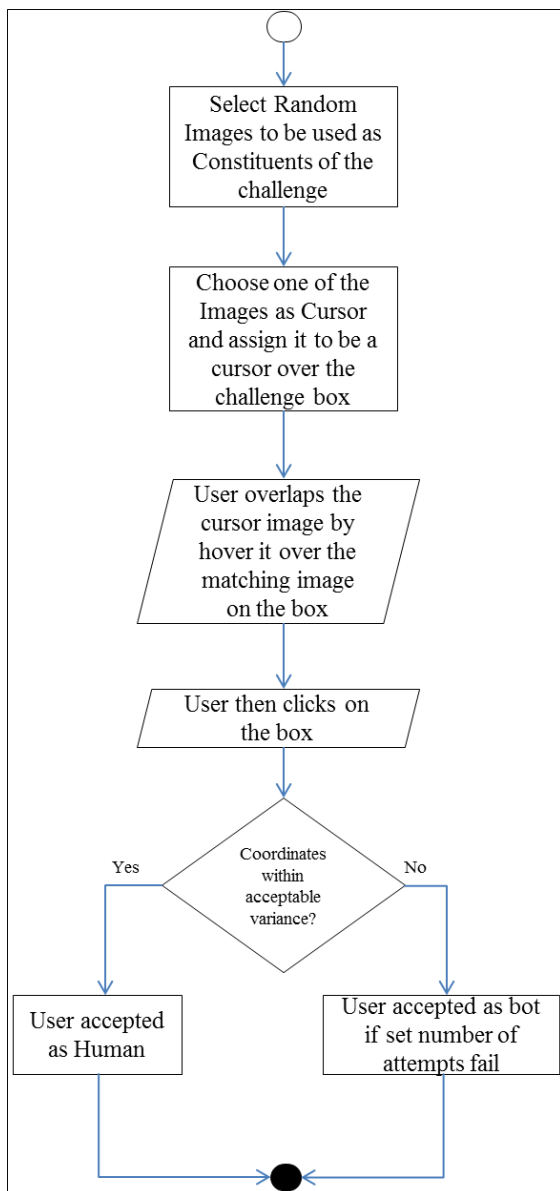 Select Random
Images to be used as
Constituents of the
challenge
Choose one of the
Images as Cursor
and assign it to be a
cursor over the
challenge box
User overlaps the
cursor image by
hover it over the
matching image
on the box
User then clicks on
the box
Yes
Coordinates
within
acceptable
variance?
No
User accepted
as Human
User accepted as bot
if set number of
attempts fail